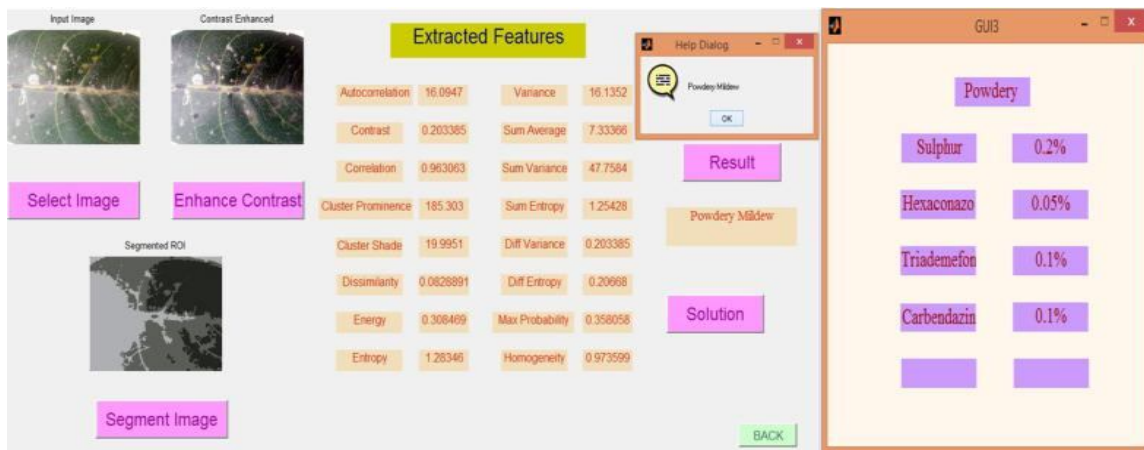 Input Image
Contrast Enhanced
Select Image
Enhance Contrast
Segmented ROI
Segment Image
Extracted Features
Autocorrelation 16.0947 Variance 16.1352
Contrast 0.203385 Sum Average 7.33366
Correlation 0.963063 Sum Variance 47.7584
Cluster Prominence 185.303 Sum Entropy 1.25428
Cluster Shade 19.9951 Diff Variance 0.203385
Dissimilarity 0.0828891 Diff Entropy 0.20668
Energy 0.308469 Max Probability 0.358058
Entropy 1.28346 Homogeneity 0.973599
Help Dialog
Powdery Mildew
OK
Result
Powdery Mildew
Solution
BACK
GUI3
Powdery
Sulphur 0.2%
Hexaconazo 0.05%
Triademefon 0.1%
Carbendazin 0.1%